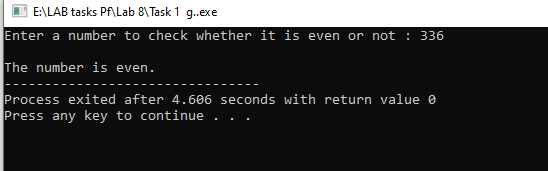 E:\LAB tasks Pf\Lab 8\Task 1  g..exe
Enter a number to check whether it is even or not : 336
The number is even.
--------------------------------
Process exited after 4.606 seconds with return value 0
Press any key to continue . . .